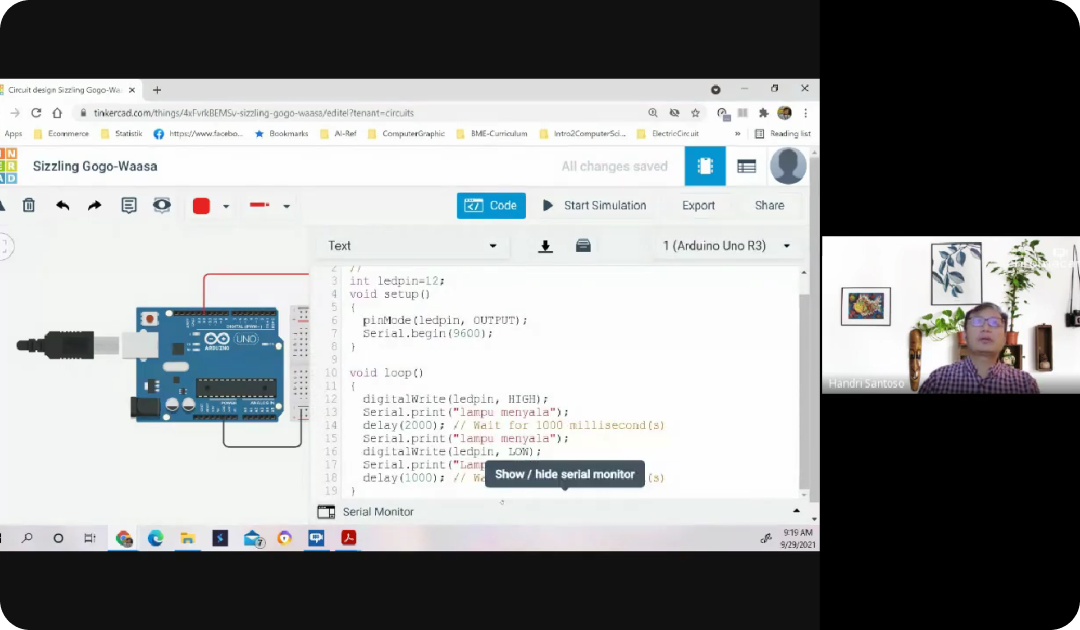 Circuit design Sizzling Gogo-Wa
tinkercad.com/things/4xFvrkBEMSv-sizzling-gogo-waasa/editel?tenant=circuits
Apps Ecommerce Statistik https://www.facebo... Bookmarks AI-Ref ComputerGraphic BME-Curriculum Intro2ComputerSci... ElectricCircuit » Reading list
Sizzling Gogo-Waasa
All changes saved
Code Start Simulation Export Share
Text 1 (Arduino Uno R3)
2 //
3 int ledpin=12;
4 void setup()
5 {
6 pinMode(ledpin, OUTPUT);
7 Serial.begin(9600);
8 }
9
10 void loop()
11 {
12 digitalWrite(ledpin, HIGH);
13 Serial.print("lampu menyala");
14 delay(2000); // Wait for 1000 millisecond(s)
15 Serial.print("lampu menyala");
16 digitalWrite(ledpin, LOW);
17 Serial.print("Lamp
18 delay(1000); // Wa (s)
19 }
Show / hide serial monitor
Serial Monitor
UNO
ARDUINO
9:19 AM
9/29/2021
Handri Santoso